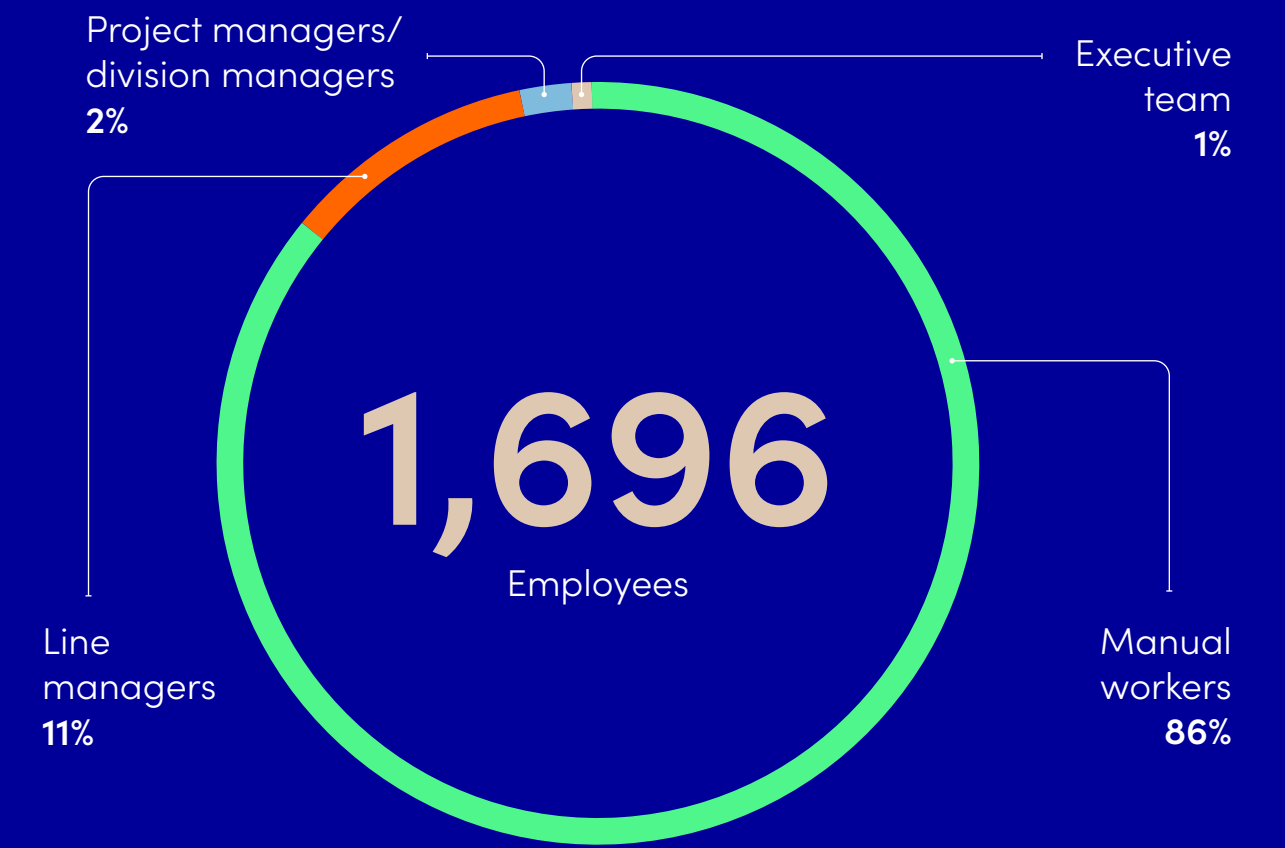 Project managers/
division managers
2%
Executive
team
1%
1,696
Employees
Line
managers
11%
Manual
workers
86%